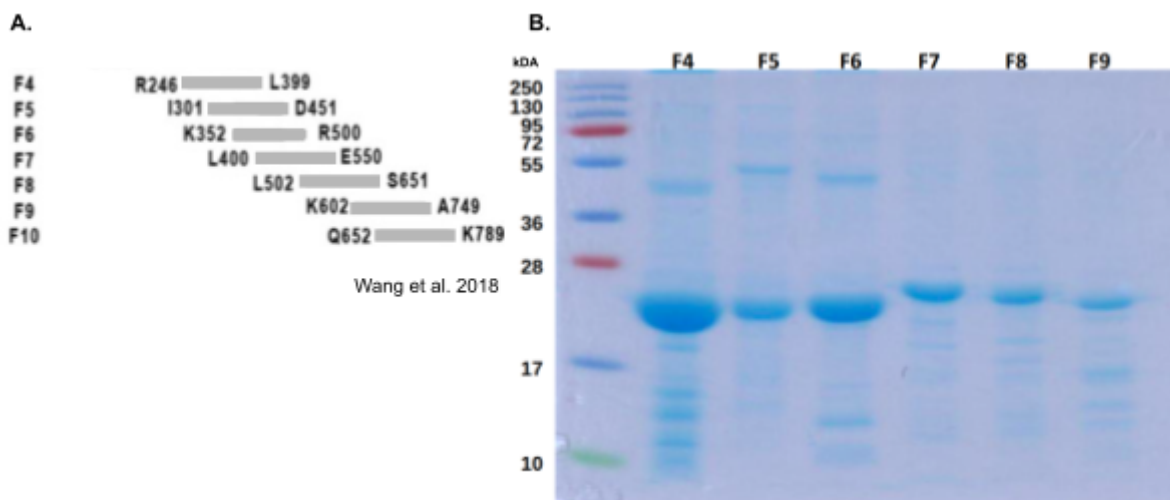 A.
F4 R246 L399
F5 I301 D451
F6 K352 R500
F7 L400 E550
F8 L502 S651
F9 K602 A749
F10 Q652 K789
Wang et al. 2018
B.
kDA F4 F5 F6 F7 F8 F9
250
130
95
72
55
36
28
17
10